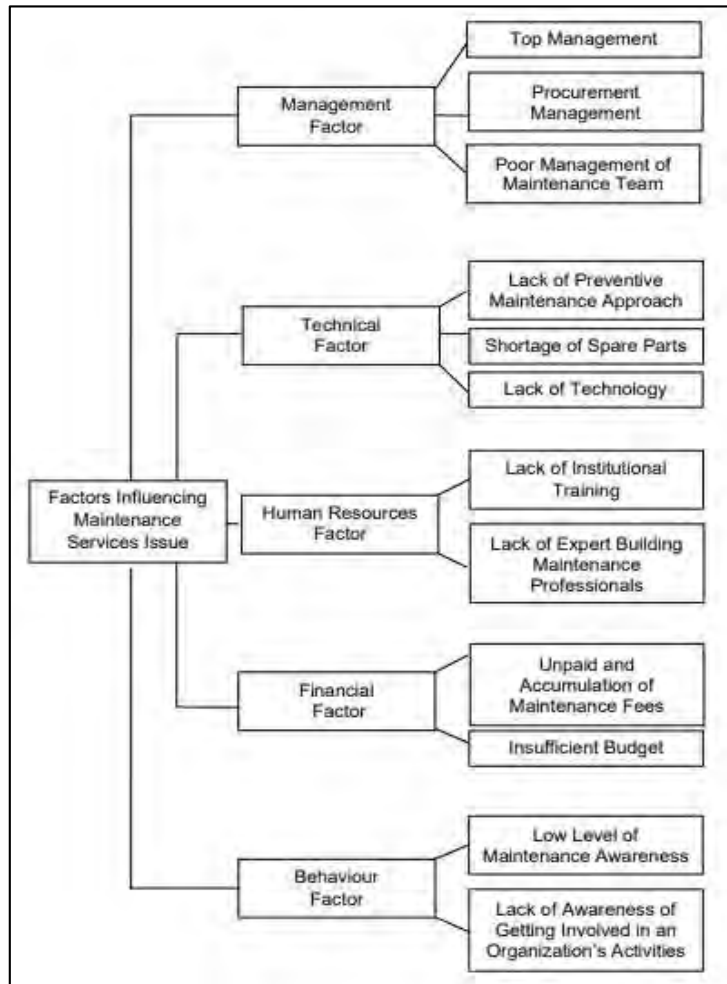 Top Management
Management
Factor
Procurement
Management
Poor Management of
Maintenance Team
Lack of Preventive
Maintenance Approach
Technical
Factor
Shortage of Spare Parts
Lack of Technology
Factors Influencing
Maintenance
Services Issue
Human Resources
Factor
Lack of Institutional
Training
Lack of Expert Building
Maintenance
Professionals
Financial
Factor
Unpaid and
Accumulation of
Maintenance Fees
Insufficient Budget
Behaviour
Factor
Low Level of
Maintenance Awareness
Lack of Awareness of
Getting Involved in an
Organization's Activities